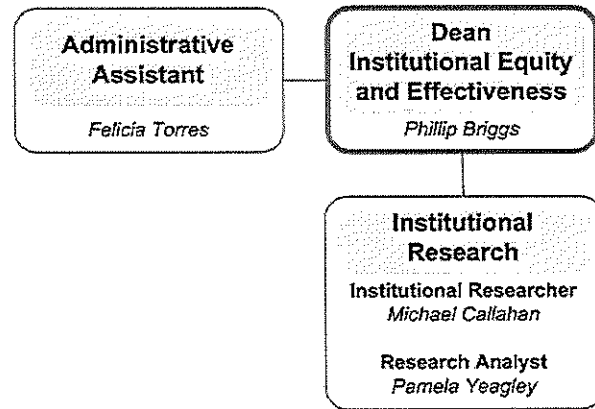 Administrative
Assistant
Felicia Torres
Dean
Institutional Equity
and Effectiveness
Phillip Briggs
Institutional
Research
Institutional Researcher
Michael Callahan
Research Analyst
Pamela Yeagley